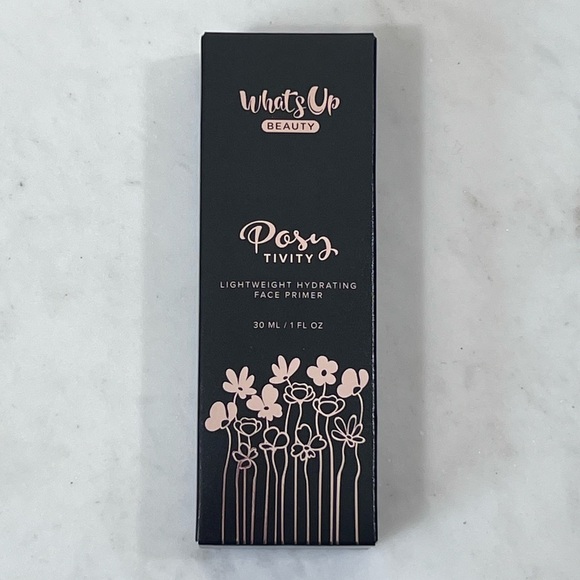 What's Up
BEAUTY
Posy
TIVITY
LIGHTWEIGHT HYDRATING
FACE PRIMER
30 ML / 1 FL OZ